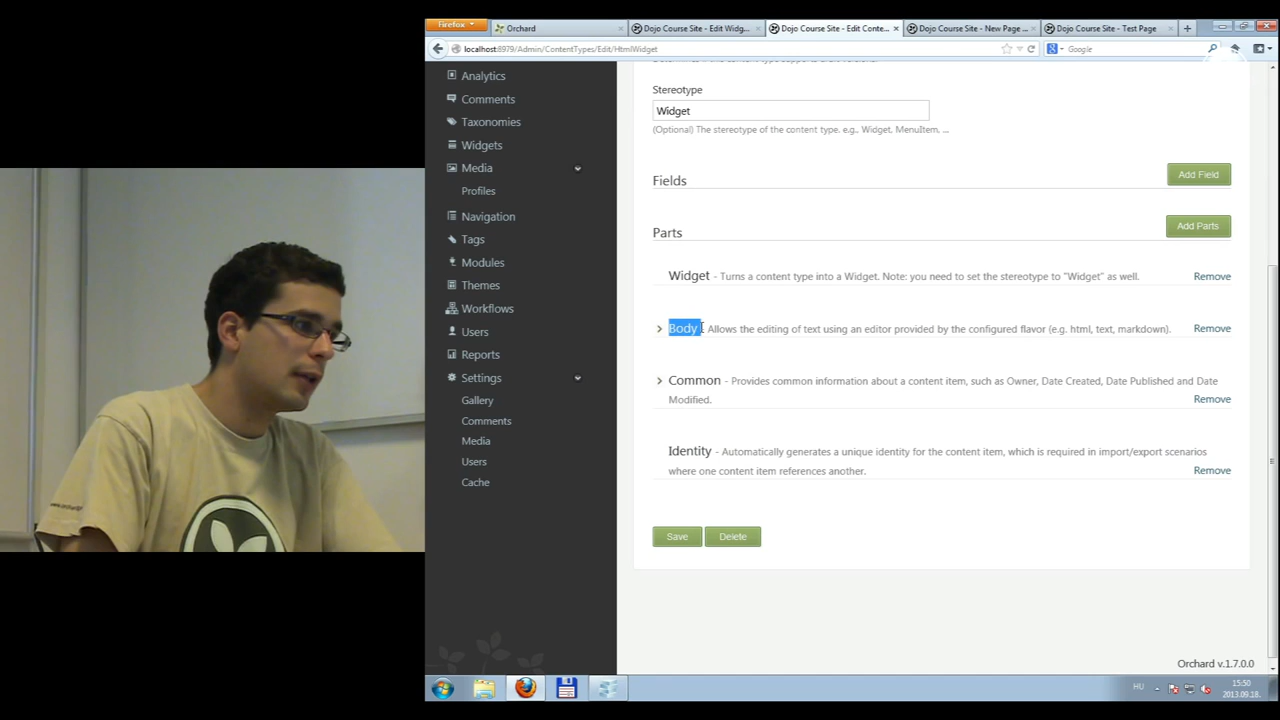 Firefox
Orchard
Dojo Course Site - Edit Widg...
Dojo Course Site - Edit Conte...
Dojo Course Site - New Page ...
Dojo Course Site - Test Page
localhost:8979/Admin/ContentTypes/Edit/HtmlWidget
Google
Analytics
Comments
Taxonomies
Widgets
Media
Profiles
Navigation
Tags
Modules
Themes
Workflows
Users
Reports
Settings
Gallery
Comments
Media
Users
Cache
Stereotype
Widget
(Optional) The stereotype of the content type. e.g., Widget, MenuItem, ...
Fields
Add Field
Parts
Add Parts
Widget - Turns a content type into a Widget. Note: you need to set the stereotype to "Widget" as well.
Remove
Body - Allows the editing of text using an editor provided by the configured flavor (e.g. html, text, markdown).
Remove
Common - Provides common information about a content item, such as Owner, Date Created, Date Published and Date
Modified.
Remove
Identity - Automatically generates a unique identity for the content item, which is required in import/export scenarios
where one content item references another.
Remove
Save
Delete
Orchard v.1.7.0.0
HU
15:50
2013.09.18.